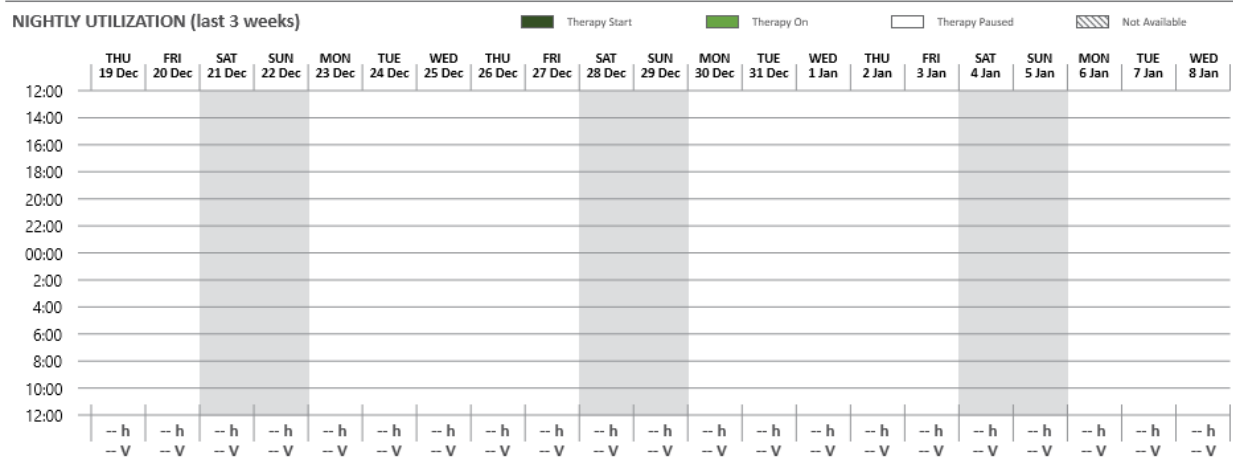 NIGHTLY UTILIZATION (last 3 weeks) Therapy Start Therapy On Therapy Paused Not Available
THU FRI SAT SUN MON TUE WED THU FRI SAT SUN MON TUE WED THU FRI SAT SUN MON TUE WED
19 Dec 20 Dec 21 Dec 22 Dec 23 Dec 24 Dec 25 Dec 26 Dec 27 Dec 28 Dec 29 Dec 30 Dec 31 Dec 1 Jan 2 Jan 3 Jan 4 Jan 5 Jan 6 Jan 7 Jan 8 Jan
12:00
14:00
16:00
18:00
20:00
22:00
00:00
2:00
4:00
6:00
8:00
10:00
12:00
-- h -- h -- h -- h -- h -- h -- h -- h -- h -- h -- h -- h -- h -- h -- h -- h -- h -- h -- h -- h -- h
-- V -- V -- V -- V -- V -- V -- V -- V -- V -- V -- V -- V -- V -- V -- V -- V -- V -- V -- V -- V -- V